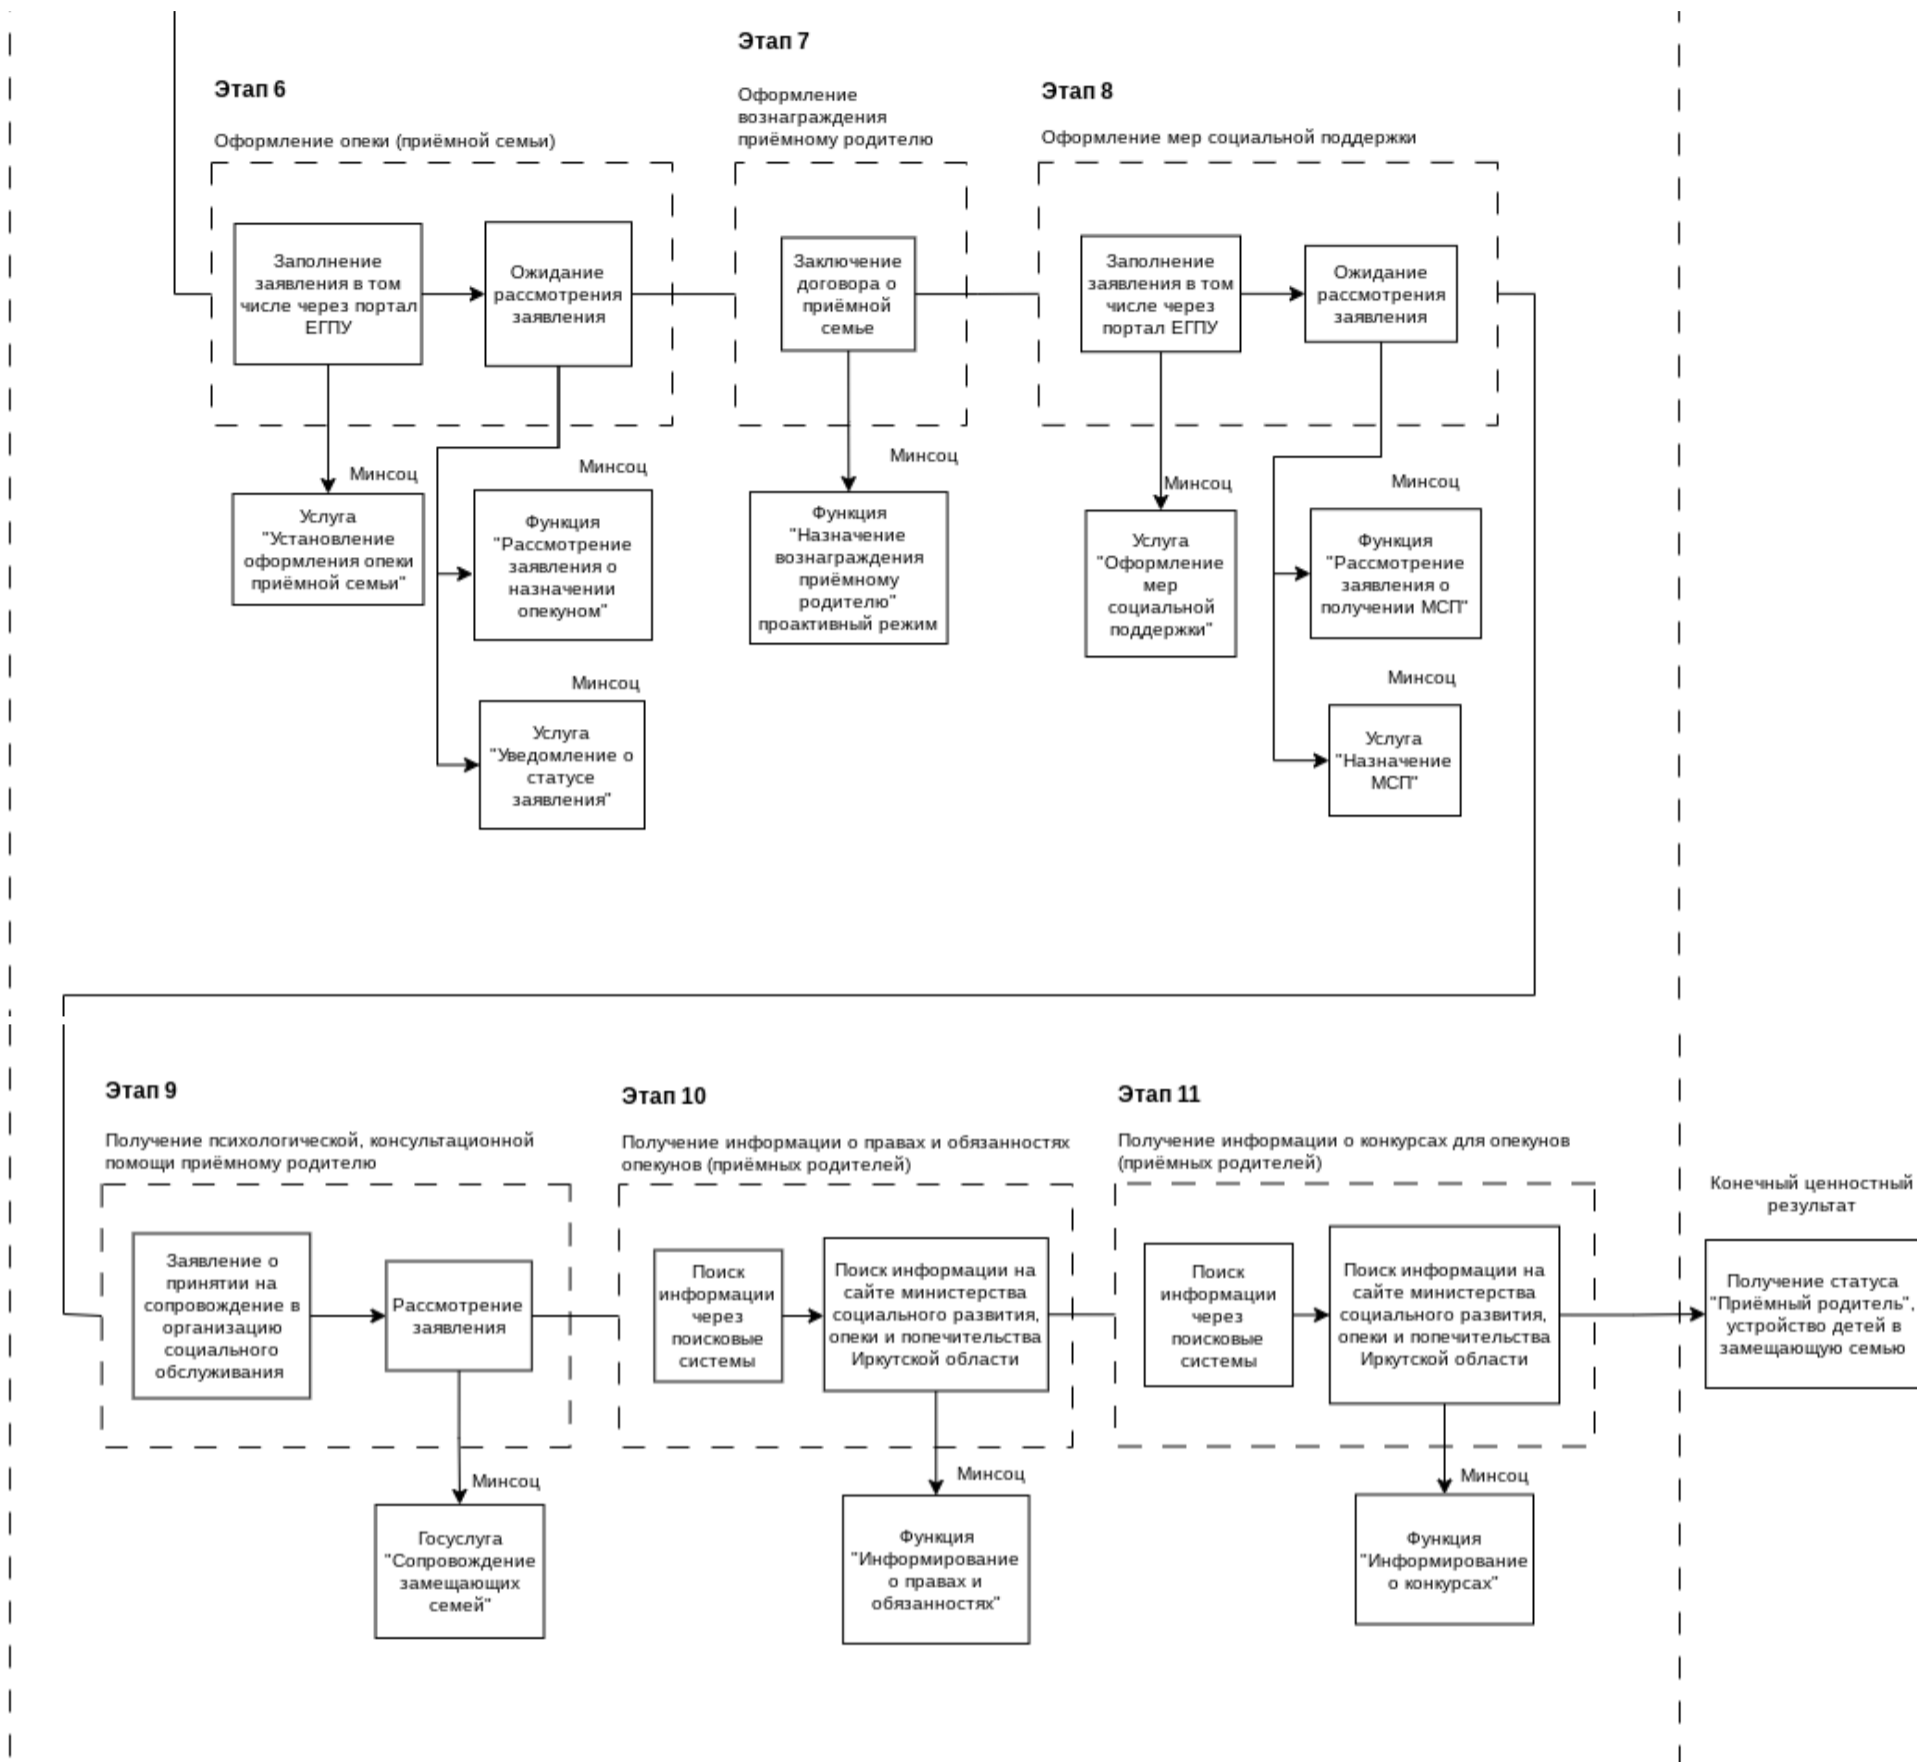 Этап 6
Оформление опеки (приёмной семьи)
Заполнение
заявления в том
числе через портал
ЕГПУ
Ожидание
рассмотрения
заявления
Минсоц
Услуга
"Установление
оформления опеки
приёмной семьи"
Минсоц
Функция
"Рассмотрение
заявления о
назначении
опекуном"
Минсоц
Услуга
"Уведомление о
статусе
заявления"
Этап 7
Оформление
вознаграждения
приёмному родителю
Заключение
договора о
приёмной
семье
Минсоц
Функция
"Назначение
вознаграждения
приёмному
родителю"
проактивный режим
Этап 8
Оформление мер социальной поддержки
Заполнение
заявления в том
числе через
портал ЕГПУ
Ожидание
рассмотрения
заявления
Минсоц
Услуга
"Оформление
мер
социальной
поддержки"
Минсоц
Функция
"Рассмотрение
заявления о
получении МСП"
Минсоц
Услуга
"Назначение
МСП"
Этап 9
Получение психологической, консультационной
помощи приёмному родителю
Заявление о
принятии на
сопровождение в
организацию
социального
обслуживания
Рассмотрение
заявления
Минсоц
Госуслуга
"Сопровождение
замещающих
семей"
Этап 10
Получение информации о правах и обязанностях
опекунов (приёмных родителей)
Поиск
информации
через
поисковые
системы
Поиск информации на
сайте министерства
социального развития,
опеки и попечительства
Иркутской области
Минсоц
Функция
"Информирование
о правах и
обязанностях"
Этап 11
Получение информации о конкурсах для опекунов
(приёмных родителей)
Поиск
информации
через
поисковые
системы
Поиск информации на
сайте министерства
социального развития,
опеки и попечительства
Иркутской области
Минсоц
Функция
"Информирование
о конкурсах"
Конечный ценностный
результат
Получение статуса
"Приёмный родитель",
устройство детей в
замещающую семью